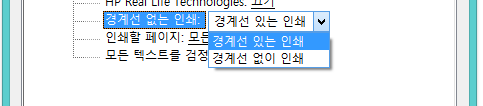 HP Real Life Technologies: 끄기
경계선 없는 인쇄: 경계선 있는 인쇄
인쇄할 페이지: 모든
경계선 있는 인쇄
모든 텍스트를 검정
경계선 없이 인쇄